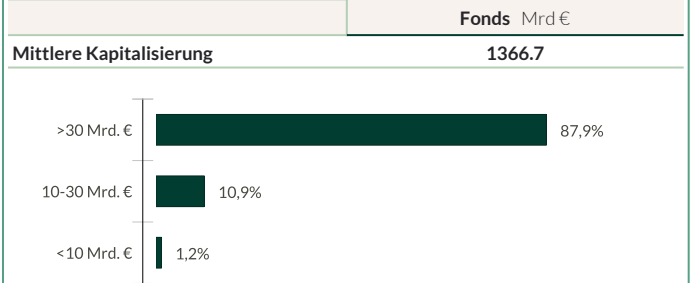 Fonds Mrd €
Mittlere Kapitalisierung 1366.7
>30 Mrd. € 87,9%
10-30 Mrd. € 10,9%
<10 Mrd. € 1,2%